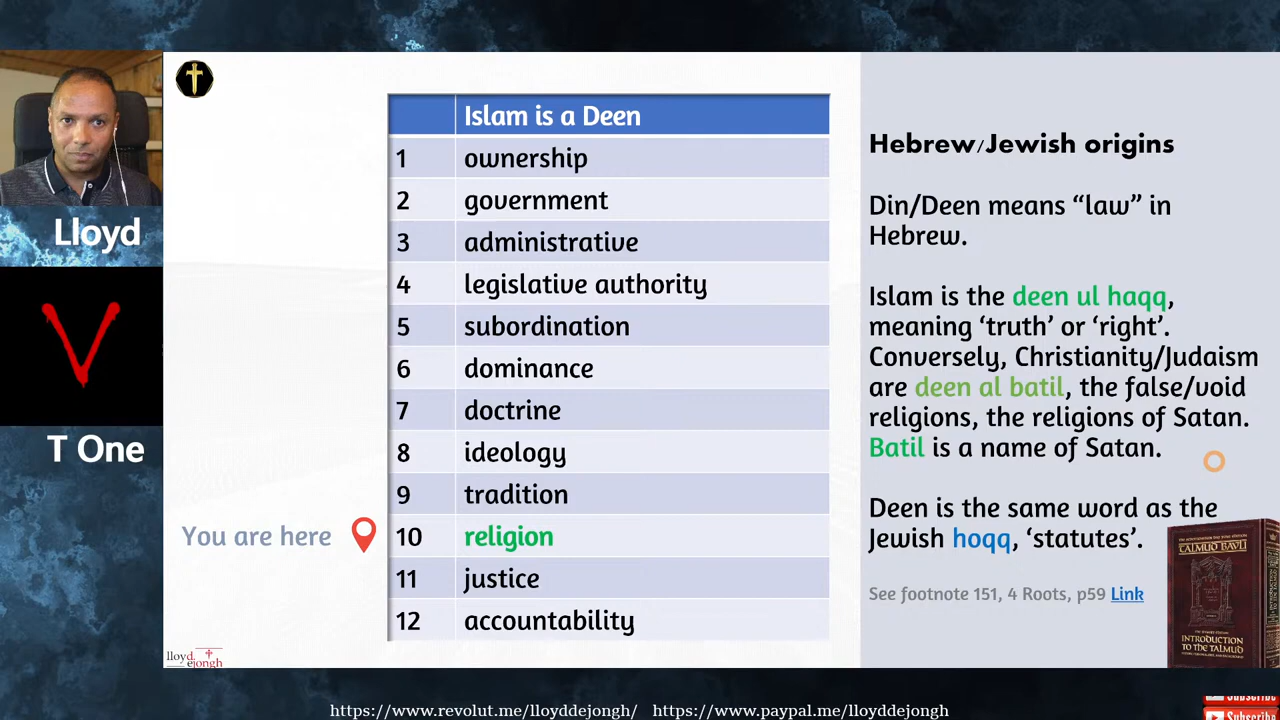 Lloyd
V
T One
Islam is a Deen
1 ownership
2 government
3 administrative
4 legislative authority
5 subordination
6 dominance
7 doctrine
8 ideology
9 tradition
You are here 10 religion
11 justice
12 accountability
Hebrew/Jewish origins
Din/Deen means “law” in
Hebrew.
Islam is the deen ul haqq,
meaning ‘truth’ or ‘right’.
Conversely, Christianity/Judaism
are deen al batil, the false/void
religions, the religions of Satan.
Batil is a name of Satan.
Deen is the same word as the
Jewish hoqq, ‘statutes’.
See footnote 151, 4 Roots, p59 Link
TALMUD BAVLI
INTRODUCTION
TO THE TALMUD
lloyd
dejongh
https://www.revolut.me/lloyddejongh/ https://www.paypal.me/lloyddejongh
Subscribe
Subscribe